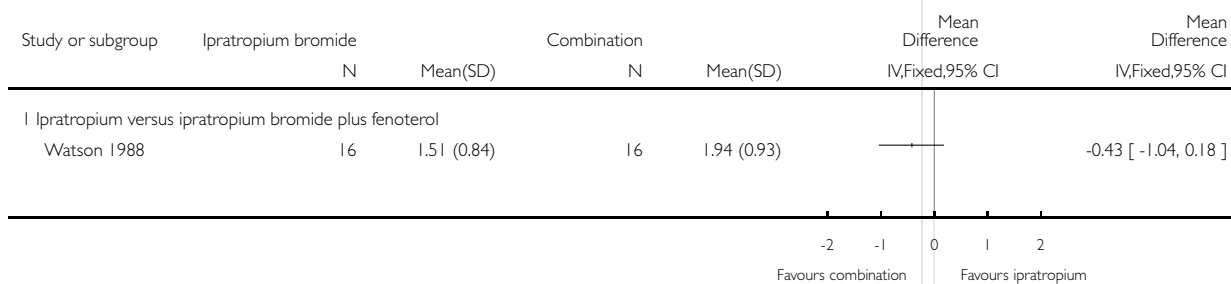 Study or subgroup Ipratropium bromide Combination Mean Difference Mean Difference
N Mean(SD) N Mean(SD) IV,Fixed,95% CI IV,Fixed,95% CI
1 Ipratropium versus ipratropium bromide plus fenoterol
Watson 1988 16 1.51 (0.84) 16 1.94 (0.93) -0.43 [ -1.04, 0.18 ]
-2 -1 0 1 2
Favours combination Favours ipratropium